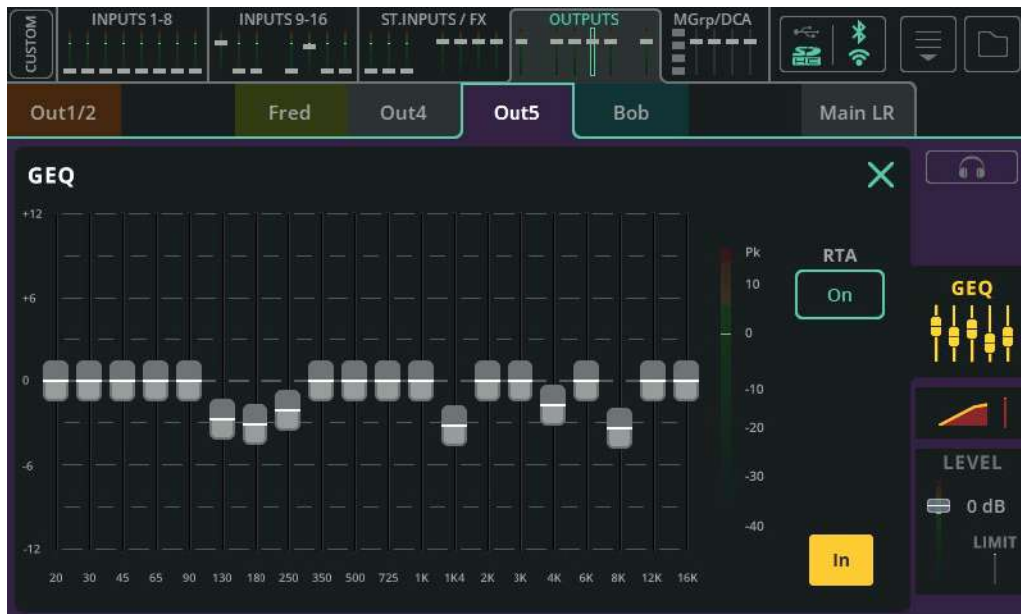 CUSTOM
INPUTS 1-8
INPUTS 9-16
ST.INPUTS / FX
OUTPUTS
MGrp/DCA
Out1/2
Fred
Out4
Out5
Bob
Main LR
GEQ
+12
+6
0
-6
-12
20 30 45 65 90 130 180 250 350 500 725 1K 1K4 2K 3K 4K 6K 8K 12K 16K
Pk
10
0
-10
-20
-30
-40
RTA
On
In
GEQ
LEVEL
0 dB
LIMIT